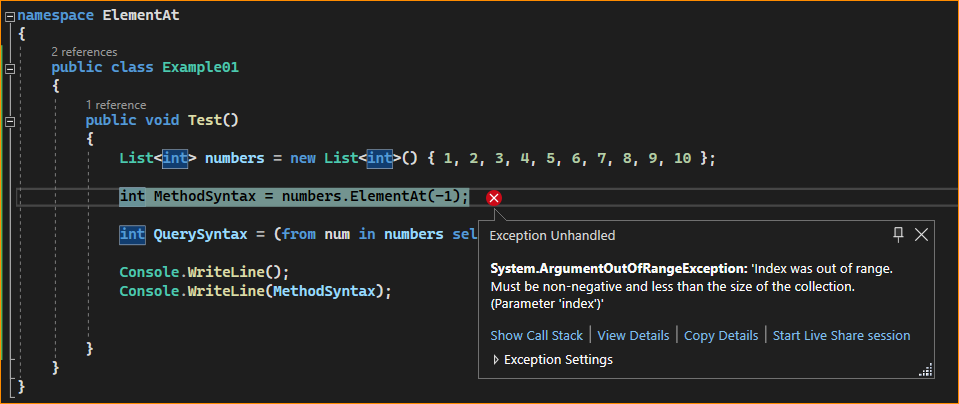 namespace ElementAt
{
2 references
public class Example01
{
1 reference
public void Test()
{
List<int> numbers = new List<int>() { 1, 2, 3, 4, 5, 6, 7, 8, 9, 10 };
int MethodSyntax = numbers.ElementAt(-1);
int QuerySyntax = (from num in numbers sel
Exception Unhandled
System.ArgumentOutOfRangeException: 'Index was out of range.
Must be non-negative and less than the size of the collection.
(Parameter 'index')'
Show Call Stack | View Details | Copy Details | Start Live Share session
Exception Settings
Console.WriteLine();
Console.WriteLine(MethodSyntax);
}
}
}